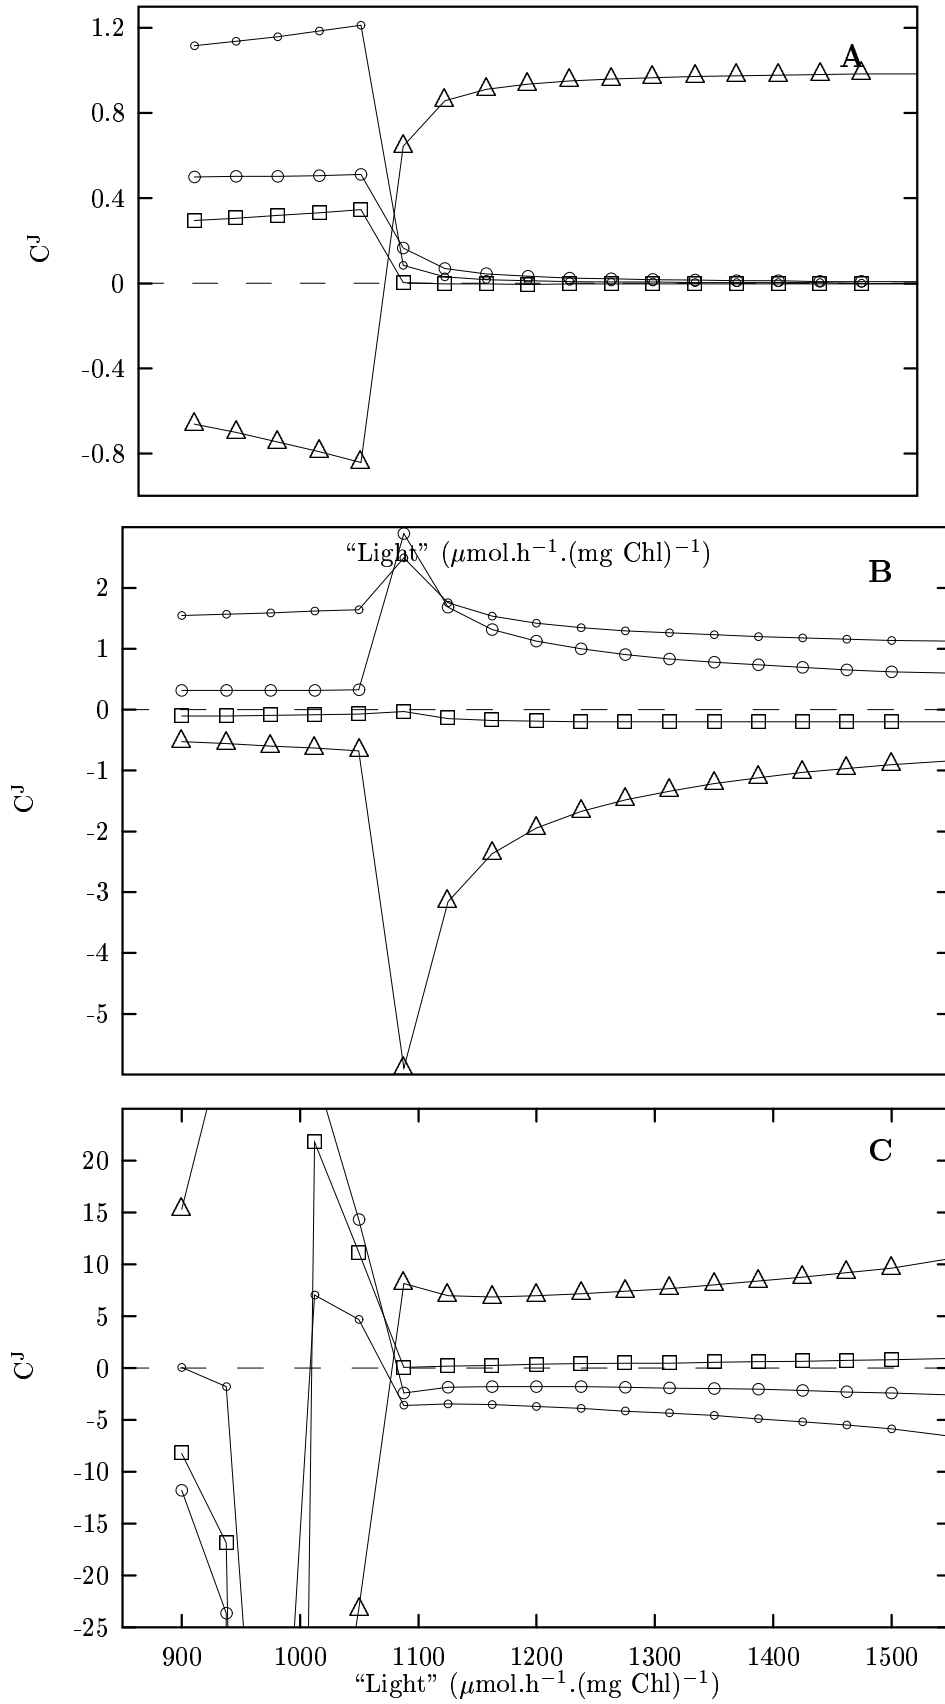 A
1.2
0.8
0.4
0
-0.4
-0.8
C^J
“Light” (μmol.h⁻¹.(mg Chl)⁻¹)
B
2
1
0
-1
-2
-3
-4
-5
C^J
C
20
15
10
5
0
-5
-10
-15
-20
-25
C^J
900 1000 1100 1200 1300 1400 1500
“Light” (μmol.h⁻¹.(mg Chl)⁻¹)